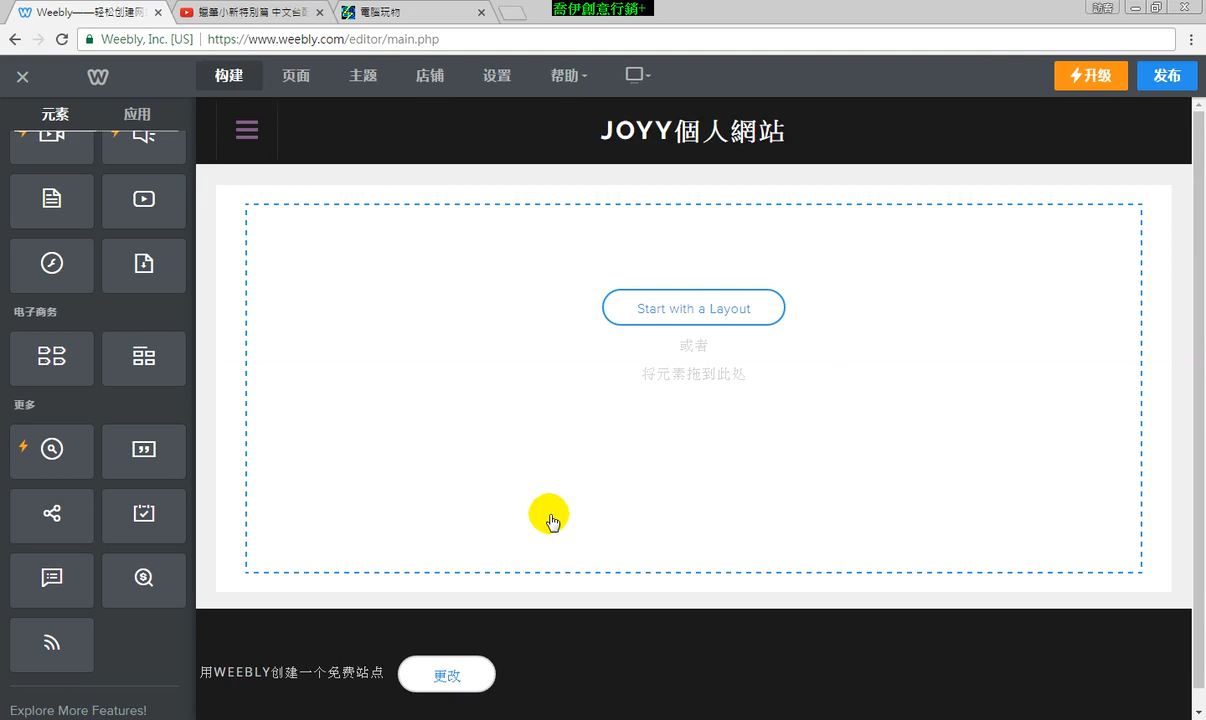 Weebly——轻松创建网
蠟筆小新特別篇 中文台配
電腦玩物
喬伊創意行銷+
訪客
Weebly, Inc. [US]
https://www.weebly.com/editor/main.php
构建
页面
主题
店铺
设置
帮助
升级
发布
元素
应用
JOYY個人網站
Start with a Layout
或者
将元素拖到此处
电子商务
更多
用WEEBLY创建一个免费站点
更改
Explore More Features!